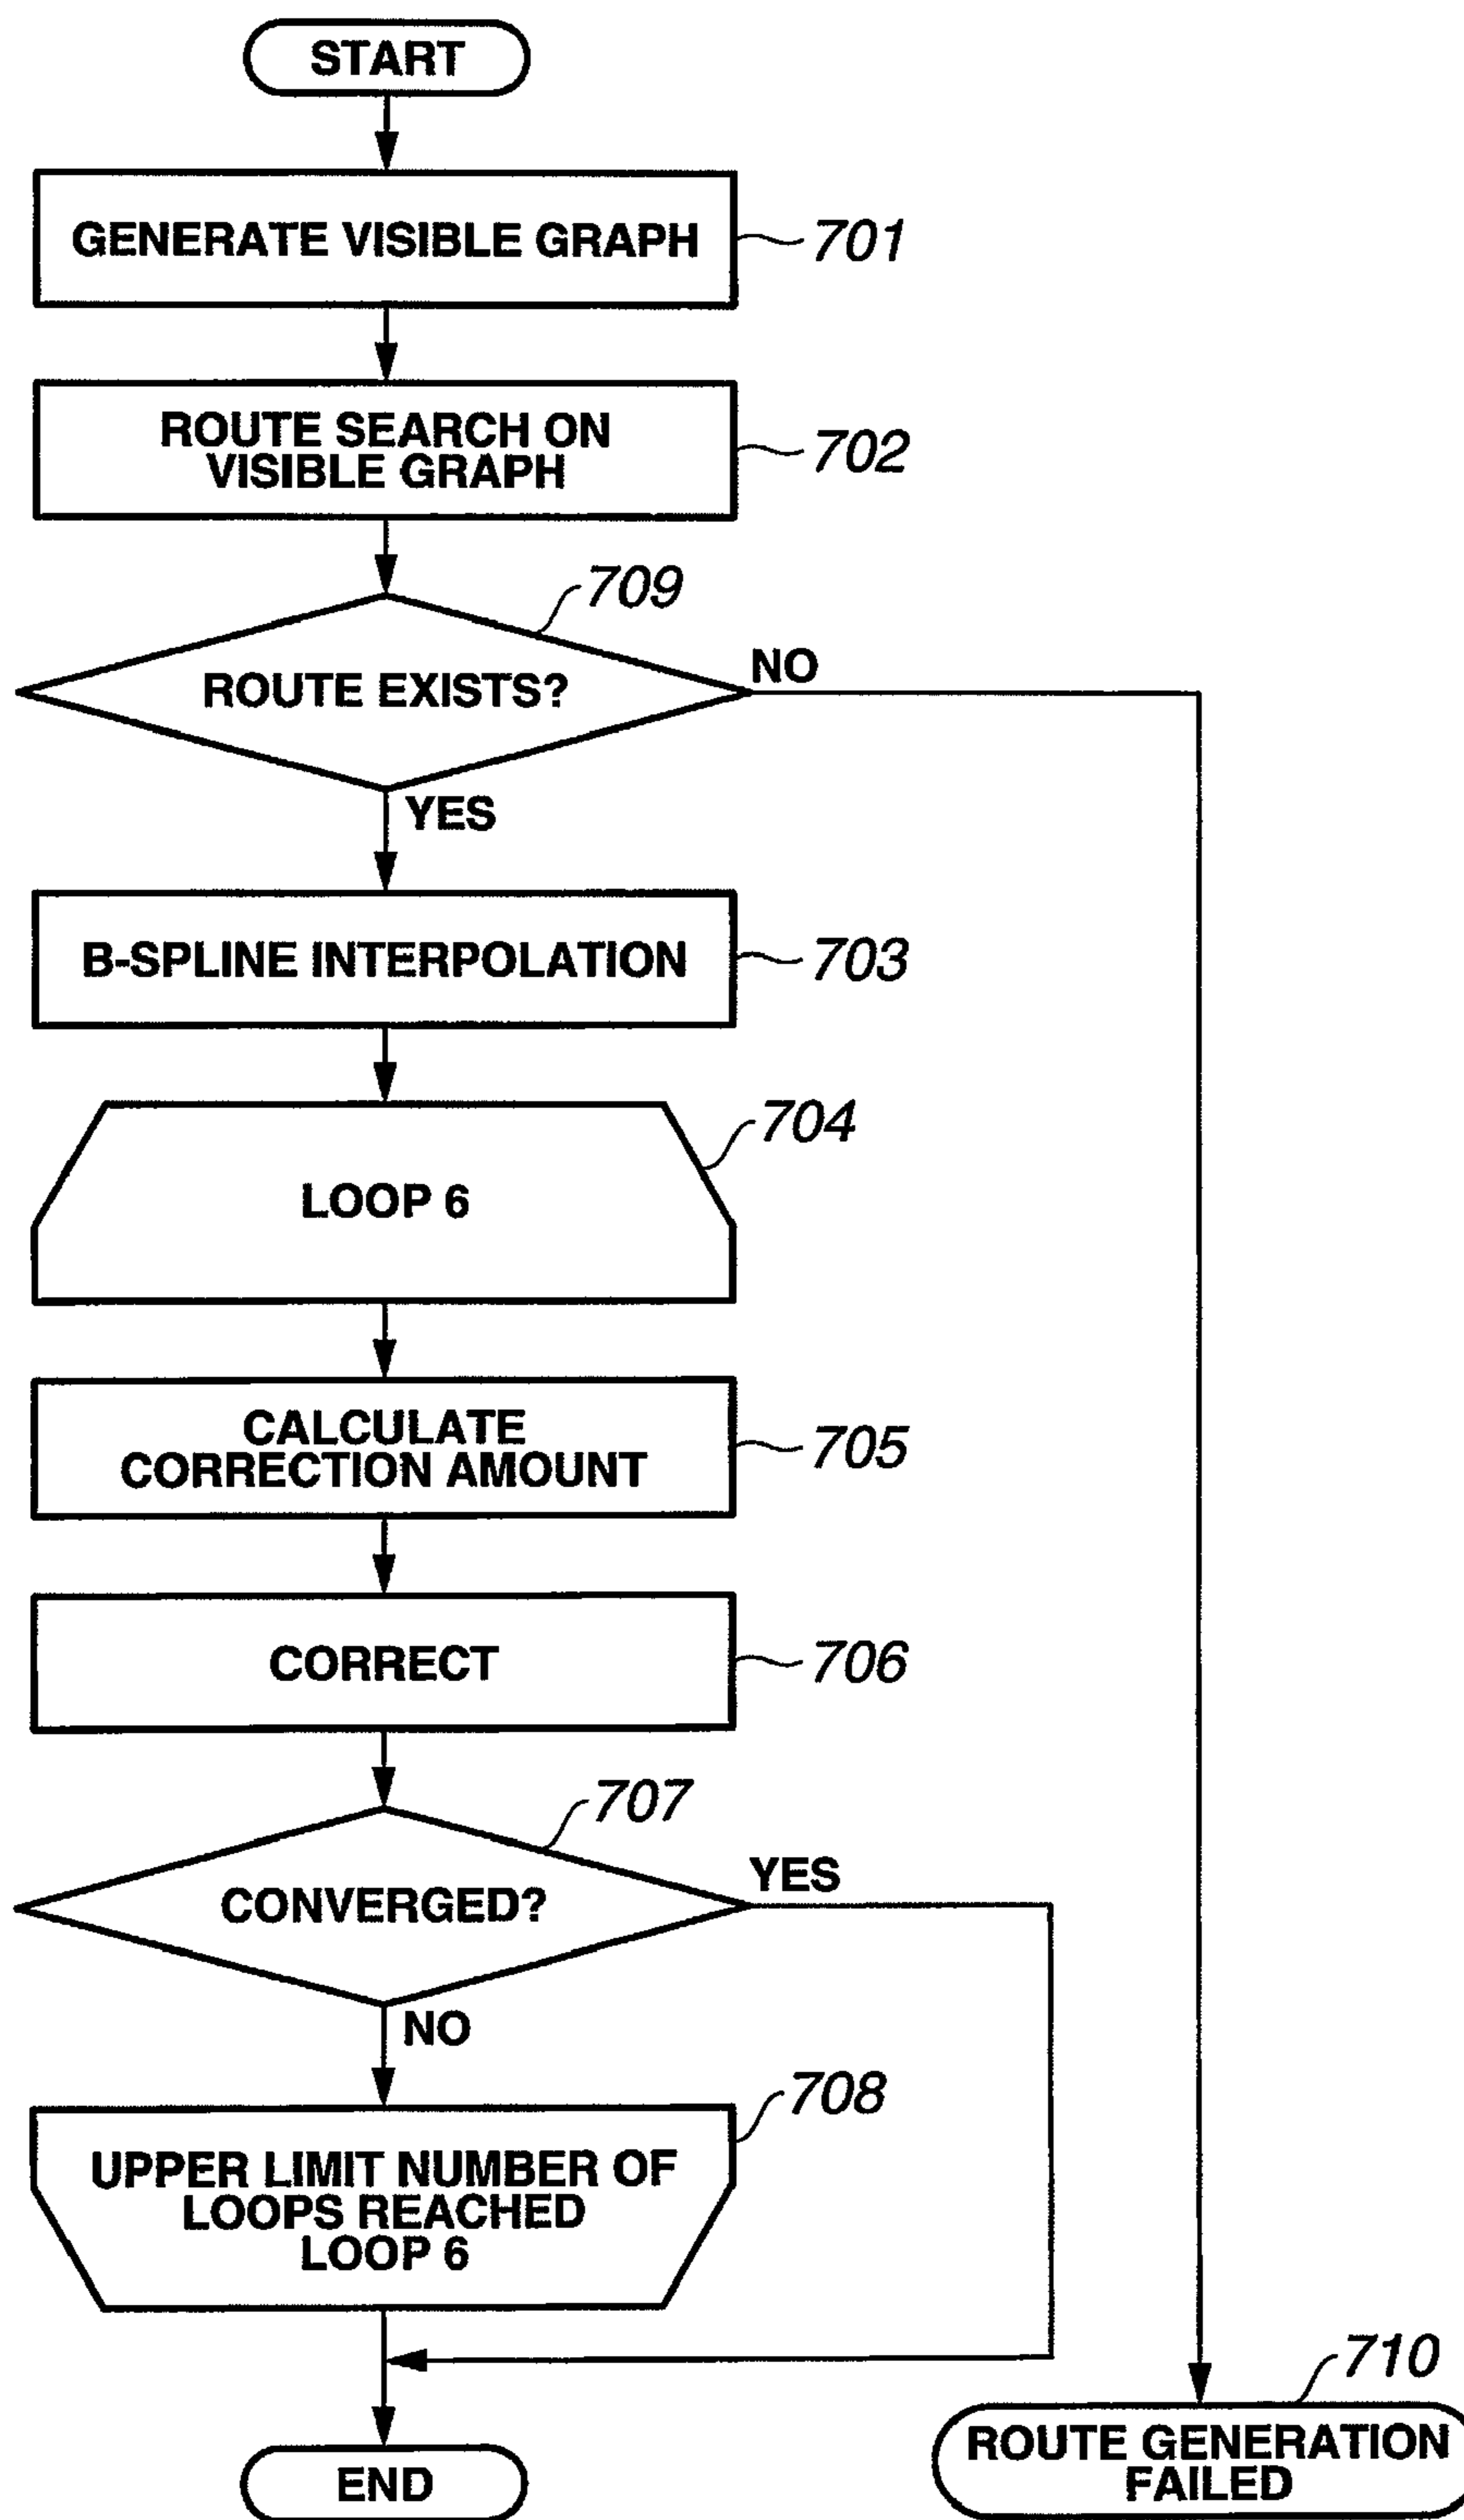 START
GENERATE VISIBLE GRAPH
701
ROUTE SEARCH ON
VISIBLE GRAPH
702
709
ROUTE EXISTS?
NO
YES
B-SPLINE INTERPOLATION
703
704
LOOP 6
CALCULATE
CORRECTION AMOUNT
705
CORRECT
706
707
CONVERGED?
YES
NO
708
UPPER LIMIT NUMBER OF
LOOPS REACHED
LOOP 6
END
710
ROUTE GENERATION
FAILED